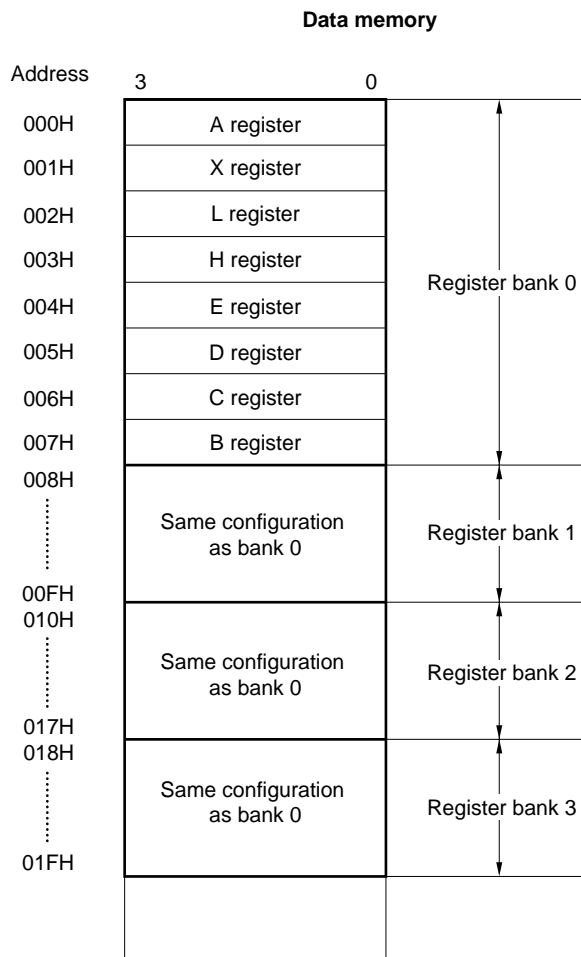 Data memory
Address
3 0
000H A register
001H X register
002H L register
003H H register Register bank 0
004H E register
005H D register
006H C register
007H B register
008H
Same configuration
as bank 0
Register bank 1
00FH
010H
Same configuration
as bank 0
Register bank 2
017H
018H
Same configuration
as bank 0
Register bank 3
01FH